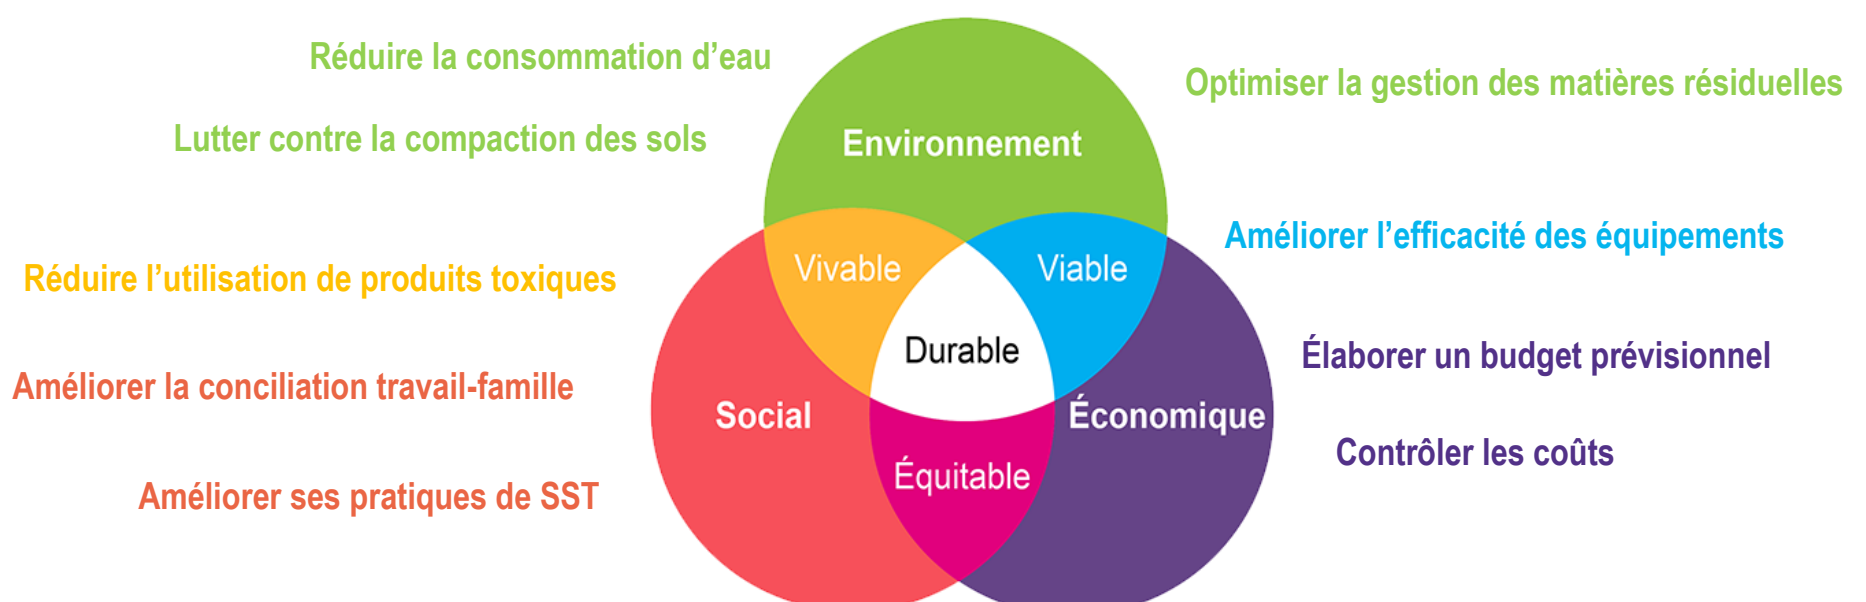 Réduire la consommation d’eau
Optimiser la gestion des matières résiduelles
Lutter contre la compaction des sols
Environnement
Améliorer l’efficacité des équipements
Vivable
Viable
Réduire l’utilisation de produits toxiques
Durable
Élaborer un budget prévisionnel
Améliorer la conciliation travail-famille
Social
Économique
Contrôler les coûts
Équitable
Améliorer ses pratiques de SST